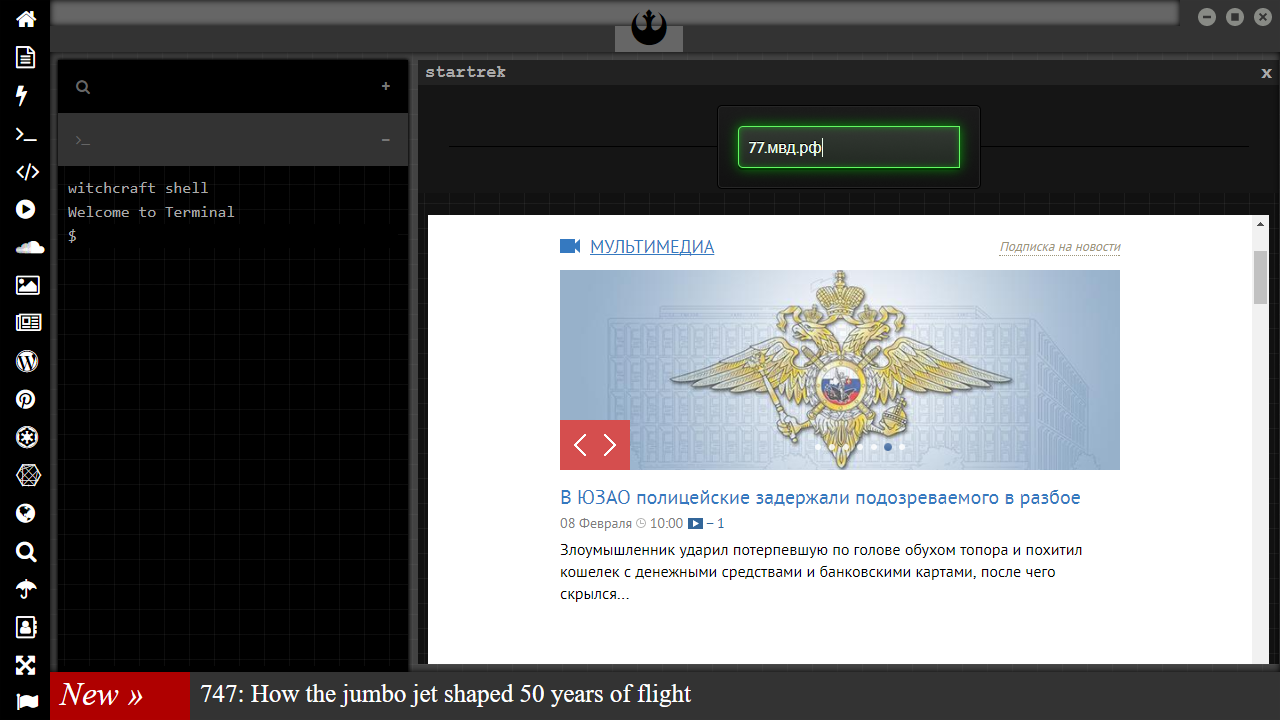 startrek
x
77.мвд.рф
witchcraft shell
Welcome to Terminal
$
МУЛЬТИМЕДИА
Подписка на новости
В ЮЗАО полицейские задержали подозреваемого в разбое
08 Февраля 10:00 – 1
Злоумышленник ударил потерпевшую по голове обухом топора и похитил
кошелек с денежными средствами и банковскими картами, после чего
скрылся...
New »
747: How the jumbo jet shaped 50 years of flight